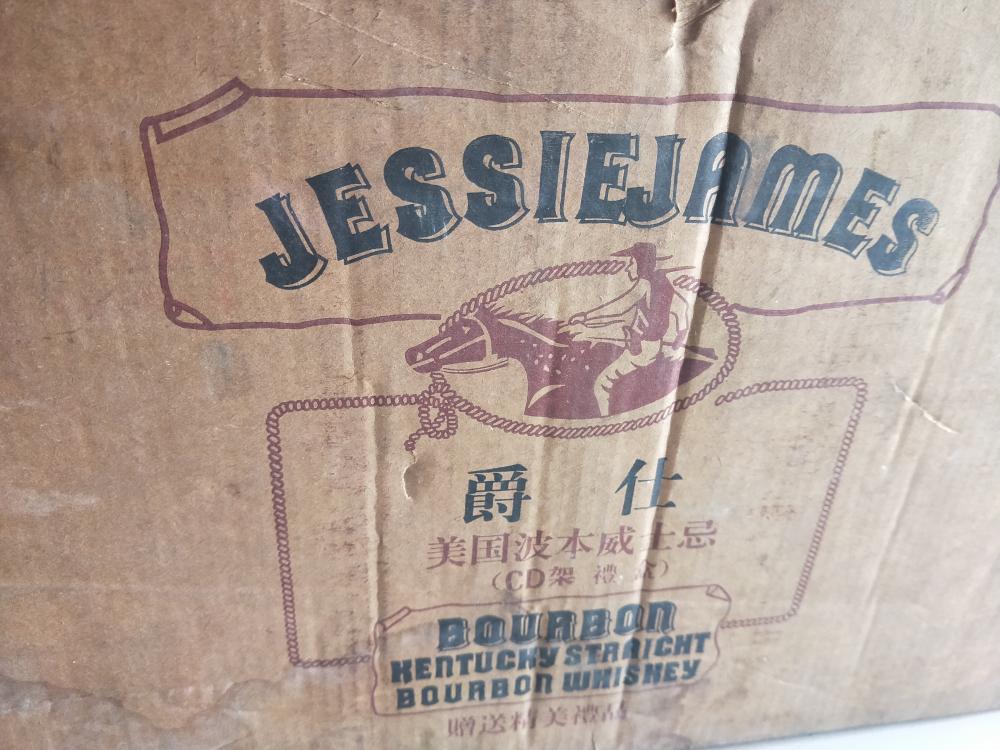 JESSIEJAMES
爵 仕
美国波本威士忌
(CD架 禮 盒)
BOURBON
KENTUCKY STRAIGHT
BOURBON WHISKEY
贈送精美禮品